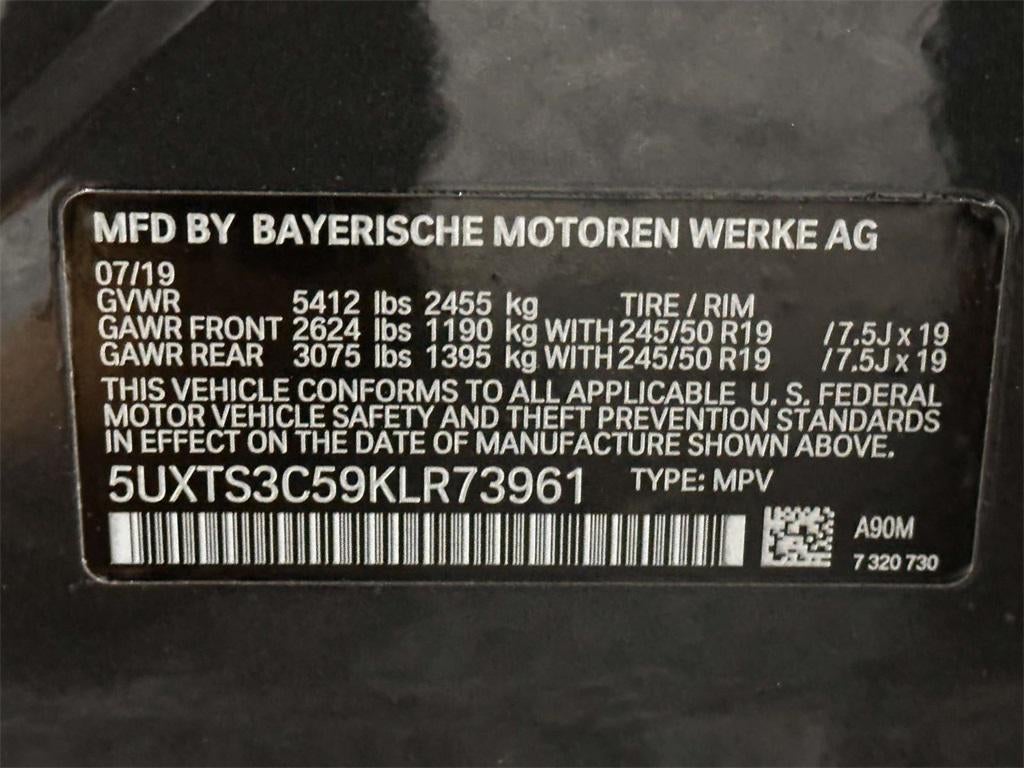 MFD BY BAYERISCHE MOTOREN WERKE AG
07/19
GVWR 5412 lbs 2455 kg TIRE / RIM
GAWR FRONT 2624 lbs 1190 kg WITH 245/50 R19 /7.5J x 19
GAWR REAR 3075 lbs 1395 kg WITH 245/50 R19 /7.5J x 19
THIS VEHICLE CONFORMS TO ALL APPLICABLE U. S. FEDERAL
MOTOR VEHICLE SAFETY AND THEFT PREVENTION STANDARDS
IN EFFECT ON THE DATE OF MANUFACTURE SHOWN ABOVE.
5UXTS3C59KLR73961 TYPE: MPV
A90M
7 320 730